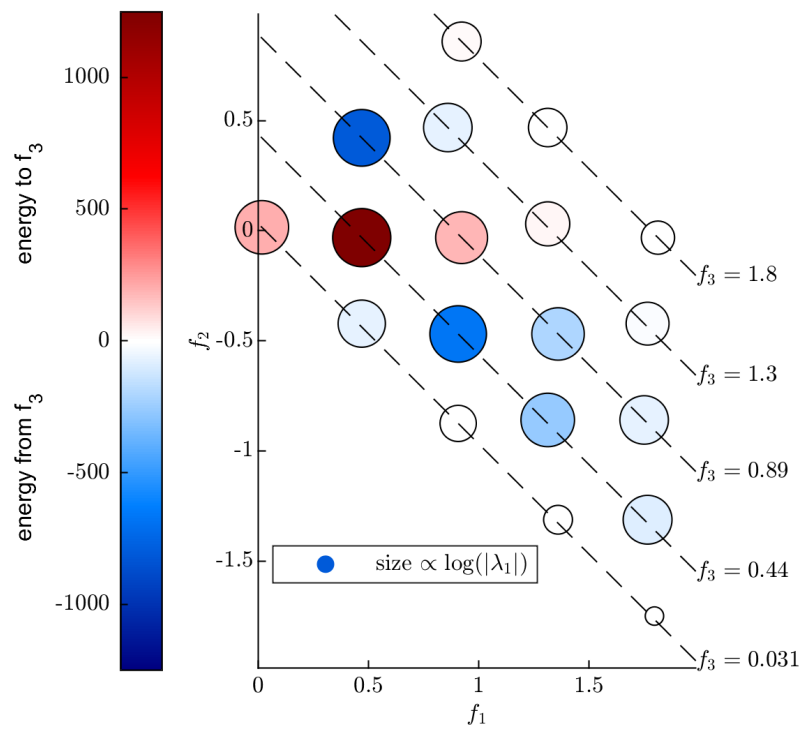 1000
500
0
-500
-1000
energy to f3
energy from f3
0.5
0
-0.5
-1
-1.5
f2
0
0.5
1
1.5
f1
f3 = 1.8
f3 = 1.3
f3 = 0.89
f3 = 0.44
f3 = 0.031
size ∝ log(|λ1|)